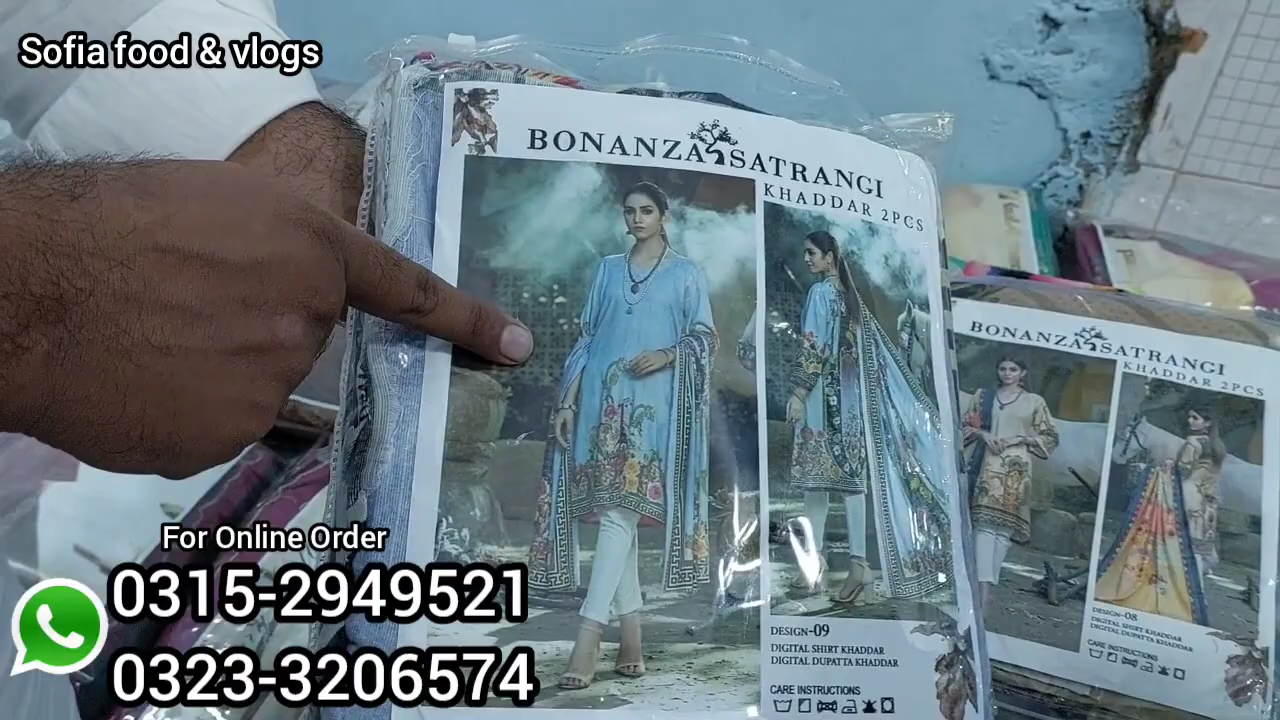 Sofia food & vlogs
BONANZA SATRANGI
KHADDAR 2PCS
DESIGN-09
DIGITAL SHIRT KHADDAR
DIGITAL DUPATTA KHADDAR
CARE INSTRUCTIONS
BONANZA SATRANGI
KHADDAR 2PCS
DESIGN-08
DIGITAL SHIRT KHADDAR
DIGITAL DUPATTA KHADDAR
CARE INSTRUCTIONS
For Online Order
0315-2949521
0323-3206574